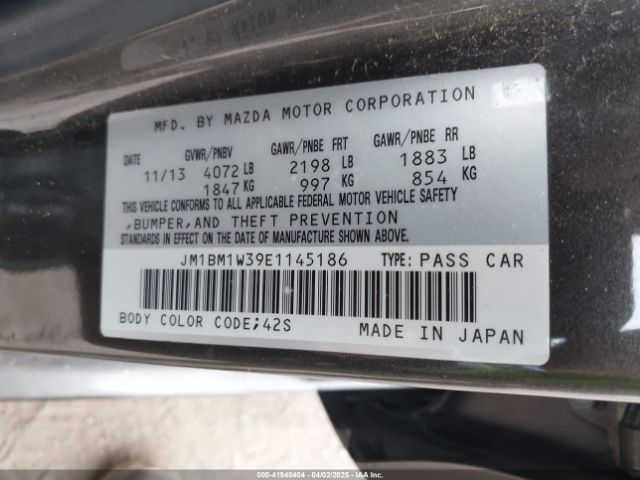 MFD. BY MAZDA MOTOR CORPORATION
DATE GVWR/PNBV GAWR/PNBE FRT GAWR/PNBE RR
11/13 4072 LB 2198 LB 1883 LB
1847 KG 997 KG 854 KG
THIS VEHICLE CONFORMS TO ALL APPLICABLE FEDERAL MOTOR VEHICLE SAFETY
,BUMPER,AND THEFT PREVENTION
STANDARDS IN EFFECT ON THE DATE OF MANUFACTURE SHOWN ABOVE.
JM1BM1W39E1145186 TYPE: PASS CAR
BODY COLOR CODE;42S MADE IN JAPAN
000-41948404 | 04/02/2025 | IAA Inc.